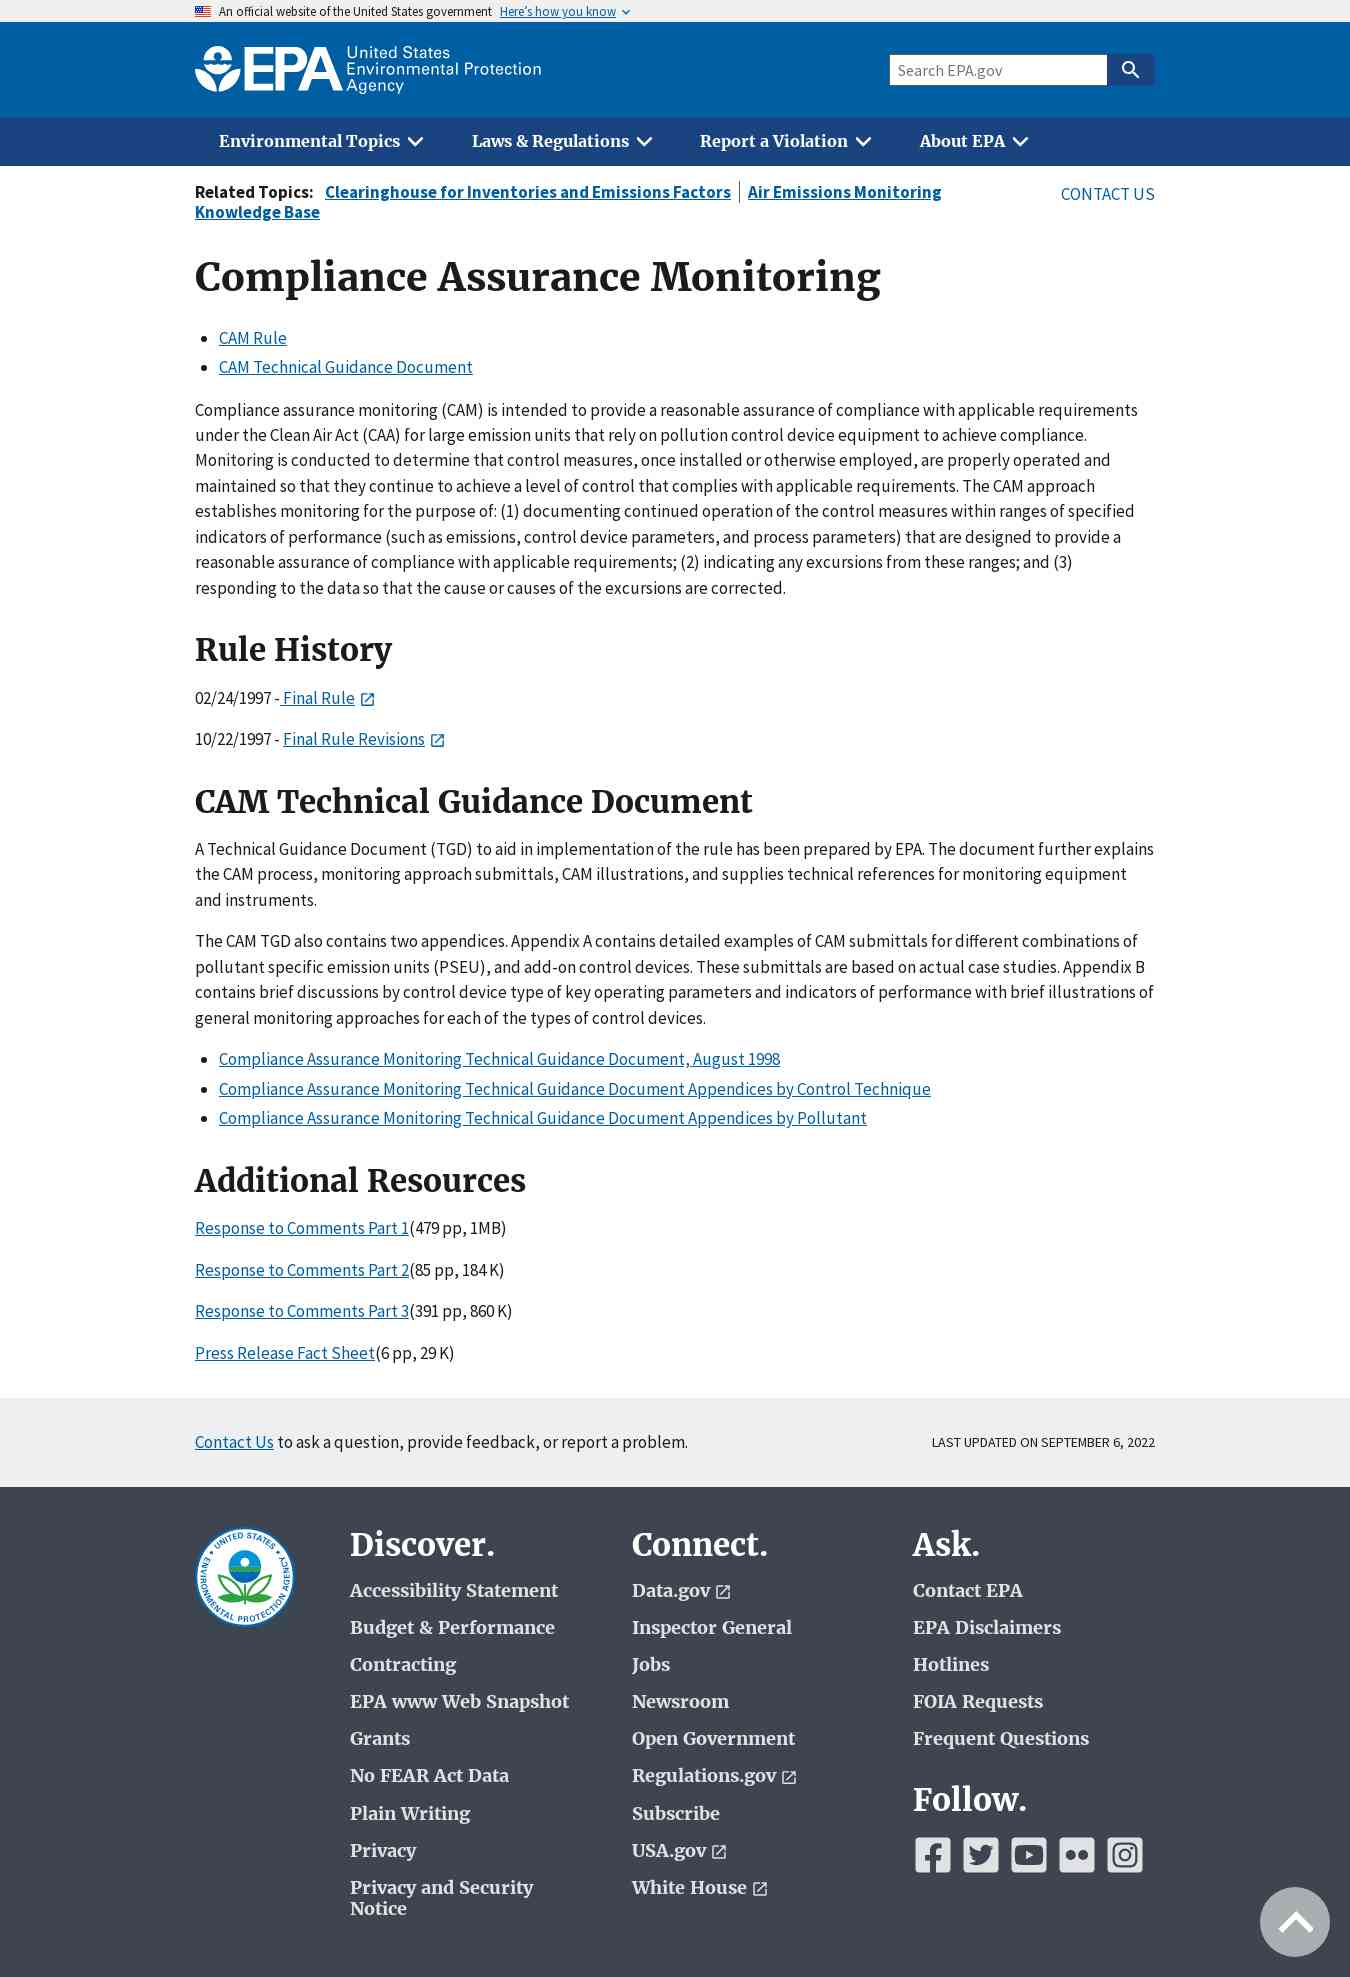 An official website of the United States government Here's how you know
EPA United States
Environmental Protection
Agency
Search EPA.gov
Environmental Topics Laws & Regulations Report a Violation About EPA
Related Topics: Clearinghouse for Inventories and Emissions Factors Air Emissions Monitoring
Knowledge Base
CONTACT US
Compliance Assurance Monitoring
CAM Rule
CAM Technical Guidance Document
Compliance assurance monitoring (CAM) is intended to provide a reasonable assurance of compliance with applicable requirements
under the Clean Air Act (CAA) for large emission units that rely on pollution control device equipment to achieve compliance.
Monitoring is conducted to determine that control measures, once installed or otherwise employed, are properly operated and
maintained so that they continue to achieve a level of control that complies with applicable requirements. The CAM approach
establishes monitoring for the purpose of: (1) documenting continued operation of the control measures within ranges of specified
indicators of performance (such as emissions, control device parameters, and process parameters) that are designed to provide a
reasonable assurance of compliance with applicable requirements; (2) indicating any excursions from these ranges; and (3)
responding to the data so that the cause or causes of the excursions are corrected.
Rule History
02/24/1997 - Final Rule
10/22/1997 - Final Rule Revisions
CAM Technical Guidance Document
A Technical Guidance Document (TGD) to aid in implementation of the rule has been prepared by EPA. The document further explains
the CAM process, monitoring approach submittals, CAM illustrations, and supplies technical references for monitoring equipment
and instruments.
The CAM TGD also contains two appendices. Appendix A contains detailed examples of CAM submittals for different combinations of
pollutant specific emission units (PSEU), and add-on control devices. These submittals are based on actual case studies. Appendix B
contains brief discussions by control device type of key operating parameters and indicators of performance with brief illustrations of
general monitoring approaches for each of the types of control devices.
Compliance Assurance Monitoring Technical Guidance Document, August 1998
Compliance Assurance Monitoring Technical Guidance Document Appendices by Control Technique
Compliance Assurance Monitoring Technical Guidance Document Appendices by Pollutant
Additional Resources
Response to Comments Part 1(479 pp, 1MB)
Response to Comments Part 2(85 pp, 184 K)
Response to Comments Part 3(391 pp, 860 K)
Press Release Fact Sheet(6 pp, 29 K)
Contact Us to ask a question, provide feedback, or report a problem.
LAST UPDATED ON SEPTEMBER 6, 2022
UNITED STATES
ENVIRONMENTAL PROTECTION AGENCY
Discover.
Accessibility Statement
Budget & Performance
Contracting
EPA www Web Snapshot
Grants
No FEAR Act Data
Plain Writing
Privacy
Privacy and Security
Notice
Connect.
Data.gov
Inspector General
Jobs
Newsroom
Open Government
Regulations.gov
Subscribe
USA.gov
White House
Ask.
Contact EPA
EPA Disclaimers
Hotlines
FOIA Requests
Frequent Questions
Follow.